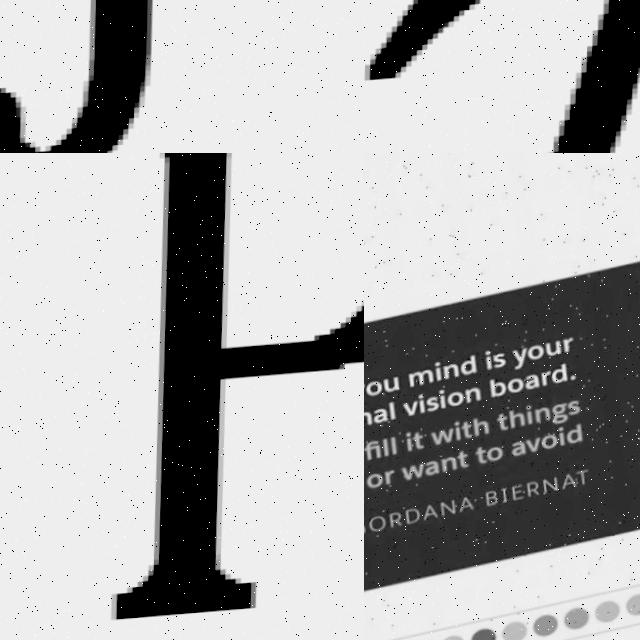 ou mind is your
nal vision board.
fill it with things
or want to avoid
ORDANA BIERNAT